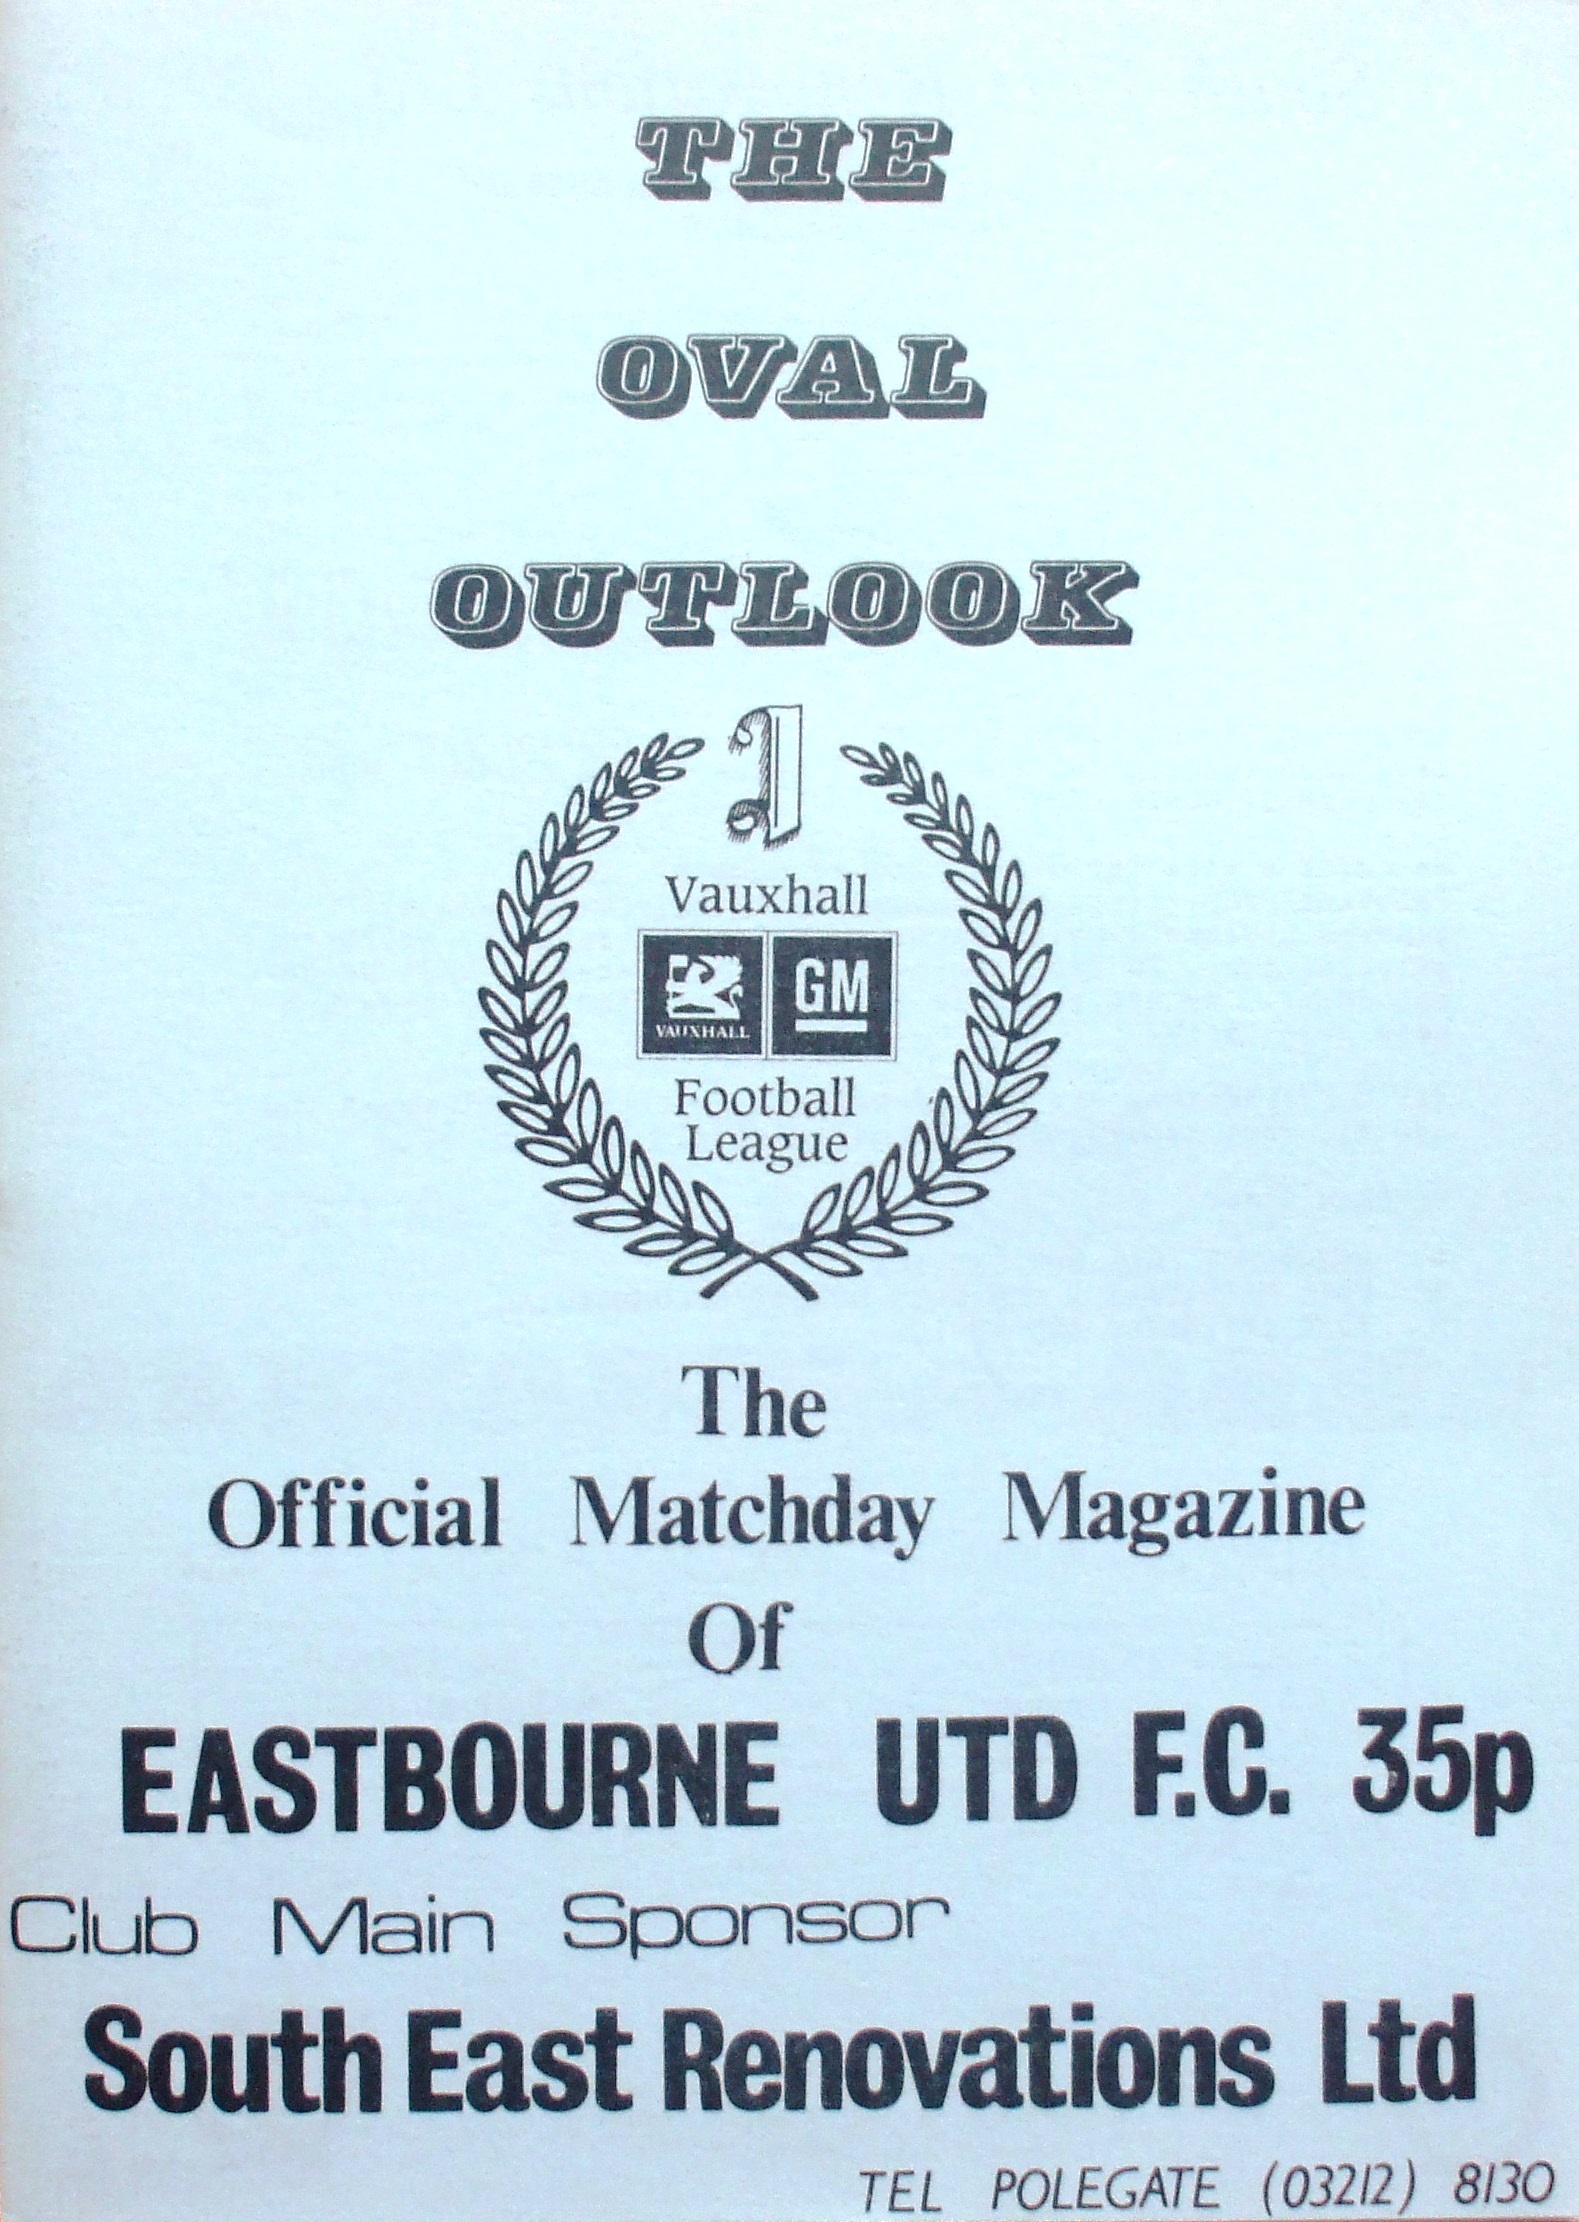 THE
OVAL
OUTLOOK
Vauxhall
VAUXHALL GM
Football
League
The
Official Matchday Magazine
Of
EASTBOURNE UTD F.C. 35p
Club Main Sponsor
South East Renovations Ltd
TEL POLEGATE (03212) 8130